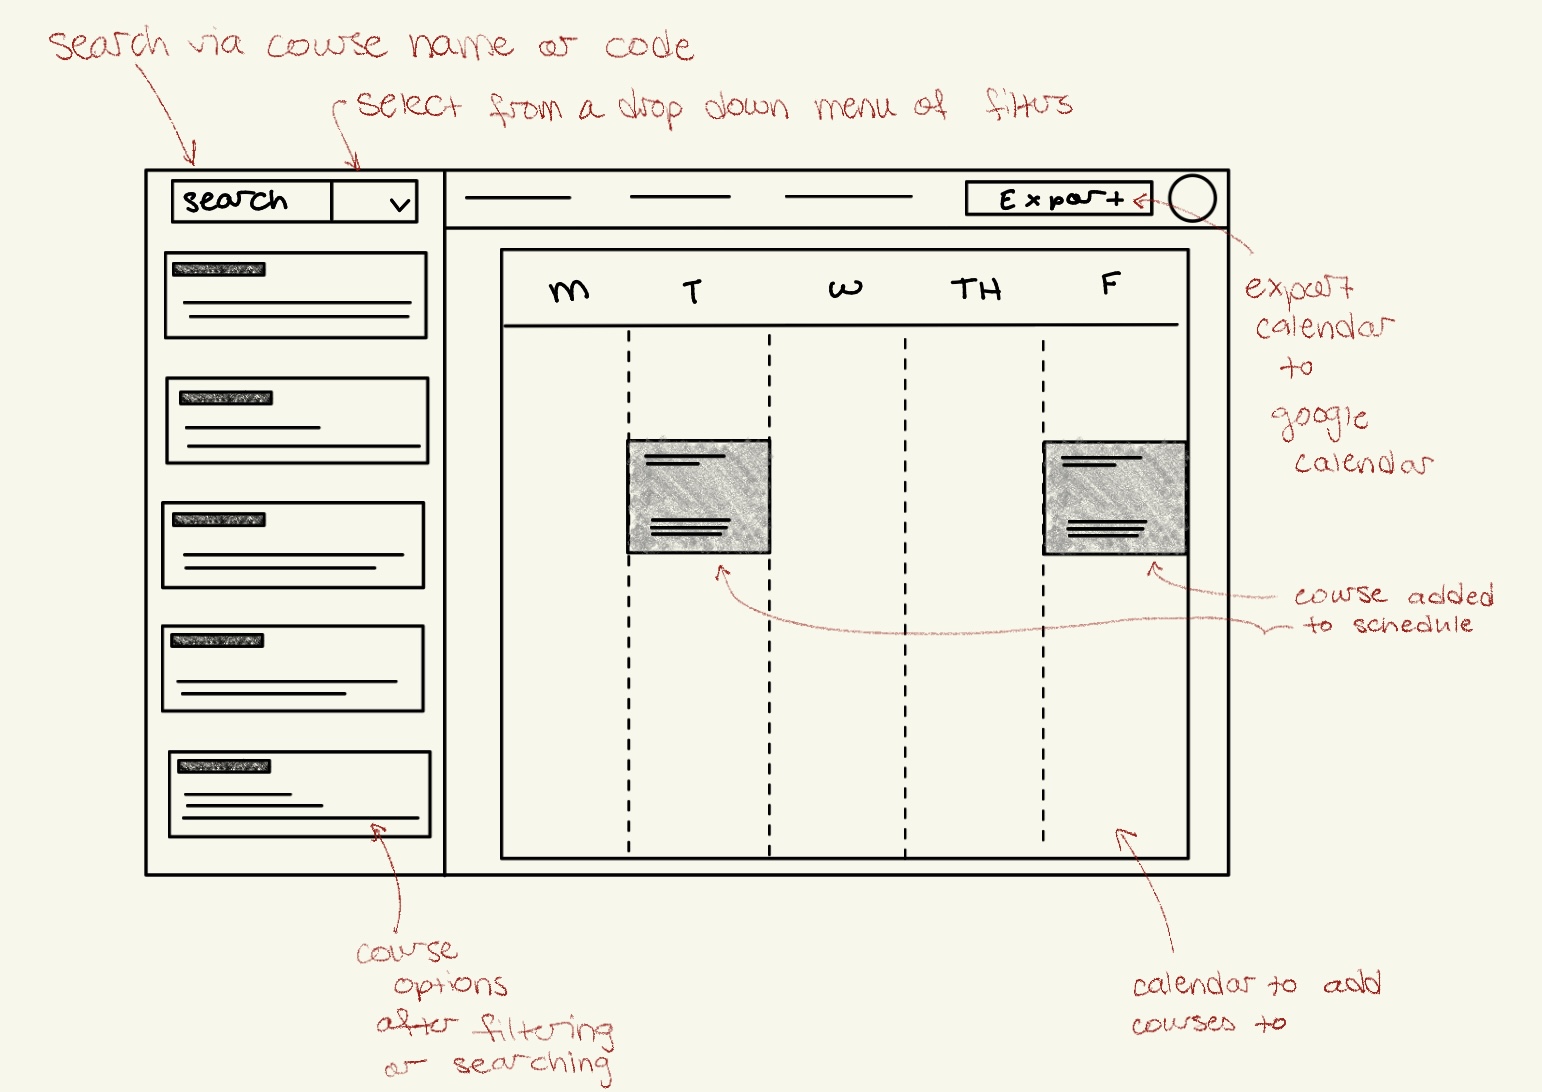 search via course name or code
select from a drop down menu of filters
search
Export
M T W TH F
export
calendar
to
google
calendar
course added
to schedule
course
options
after filtering
or searching
calendar to add
courses to